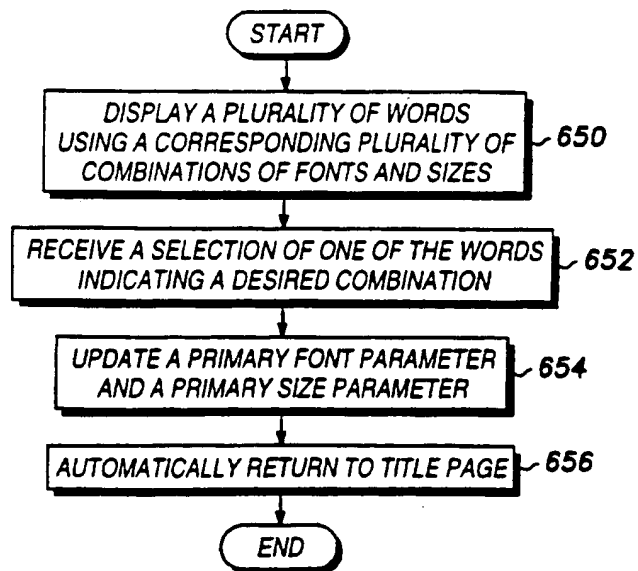 START
DISPLAY A PLURALITY OF WORDS
USING A CORRESPONDING PLURALITY OF
COMBINATIONS OF FONTS AND SIZES
650
RECEIVE A SELECTION OF ONE OF THE WORDS
INDICATING A DESIRED COMBINATION
652
UPDATE A PRIMARY FONT PARAMETER
AND A PRIMARY SIZE PARAMETER
654
AUTOMATICALLY RETURN TO TITLE PAGE
656
END